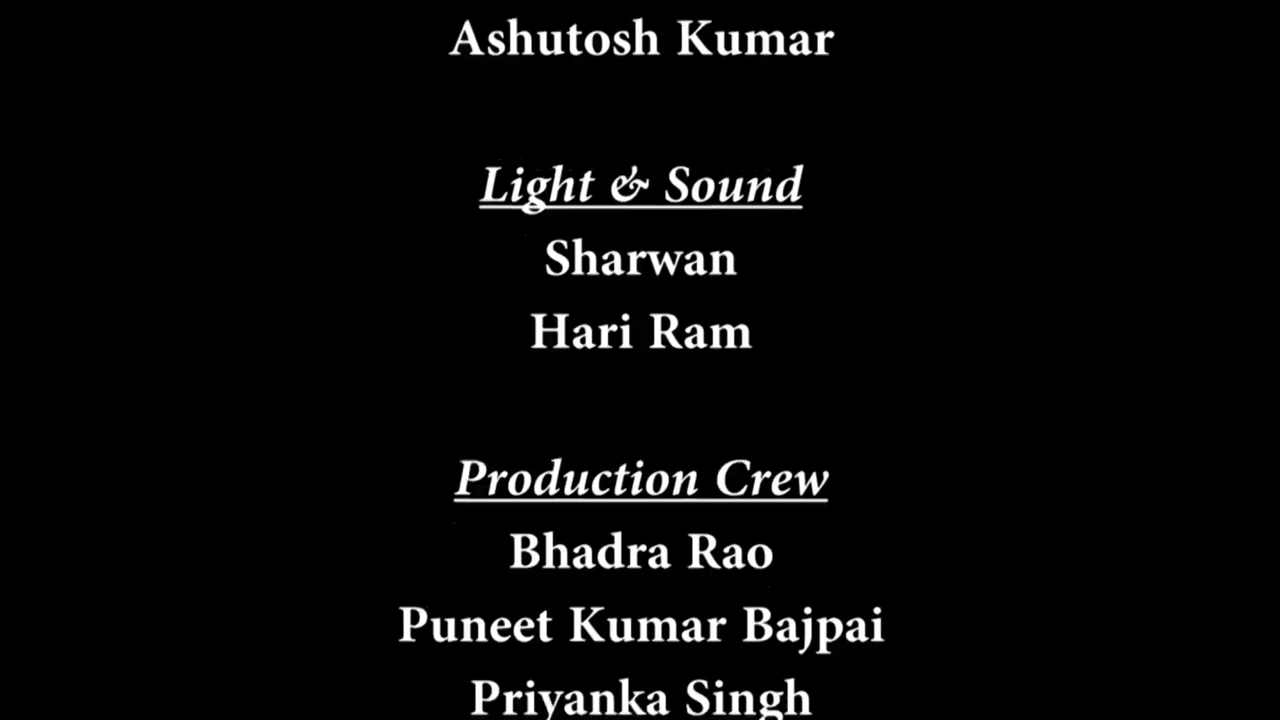 Ashutosh Kumar
Light & Sound
Sharwan
Hari Ram
Production Crew
Bhadra Rao
Puneet Kumar Bajpai
Priyanka Singh